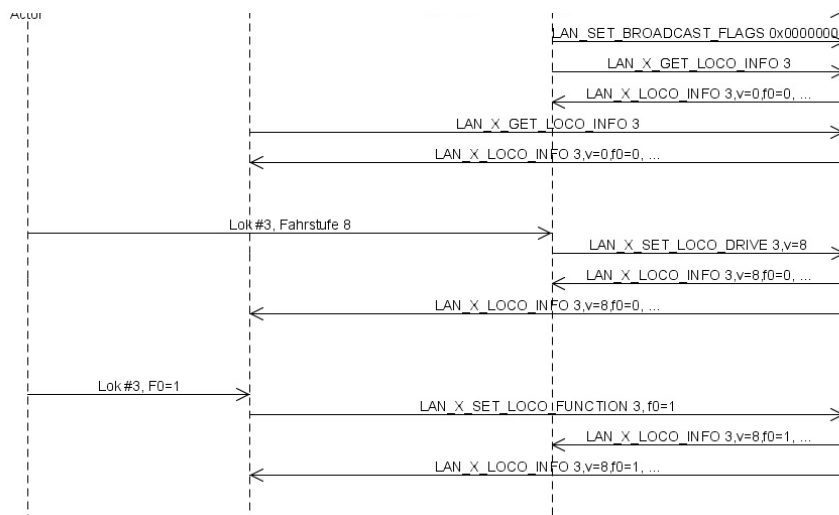 Actor
LAN_SET_BROADCAST_FLAGS 0x0000000
LAN_X_GET_LOCO_INFO 3
LAN_X_LOCO_INFO 3,v=0,f0=0, ...
LAN_X_GET_LOCO_INFO 3
LAN_X_LOCO_INFO 3,v=0,f0=0, ...
Lok #3, Fahrstufe 8
LAN_X_SET_LOCO_DRIVE 3,v=8
LAN_X_LOCO_INFO 3,v=8,f0=0, ...
LAN_X_LOCO_INFO 3,v=8,f0=0, ...
Lok #3, F0=1
LAN_X_SET_LOCO_FUNCTION 3, f0=1
LAN_X_LOCO_INFO 3,v=8,f0=1, ...
LAN_X_LOCO_INFO 3,v=8,f0=1, ...